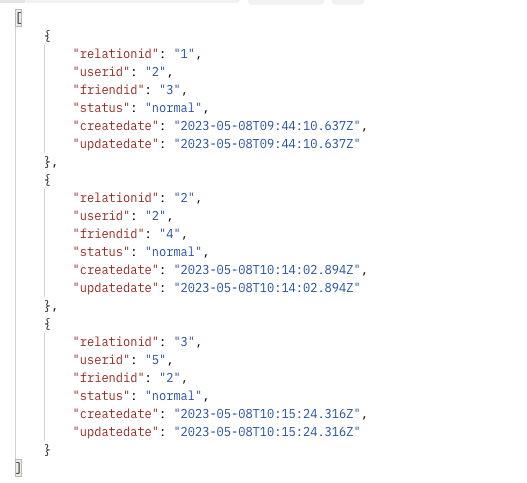 [
{
"relationid": "1",
"userid": "2",
"friendid": "3",
"status": "normal",
"createdate": "2023-05-08T09:44:10.637Z",
"updatedate": "2023-05-08T09:44:10.637Z"
},
{
"relationid": "2",
"userid": "2",
"friendid": "4",
"status": "normal",
"createdate": "2023-05-08T10:14:02.894Z",
"updatedate": "2023-05-08T10:14:02.894Z"
},
{
"relationid": "3",
"userid": "5",
"friendid": "2",
"status": "normal",
"createdate": "2023-05-08T10:15:24.316Z",
"updatedate": "2023-05-08T10:15:24.316Z"
}
]